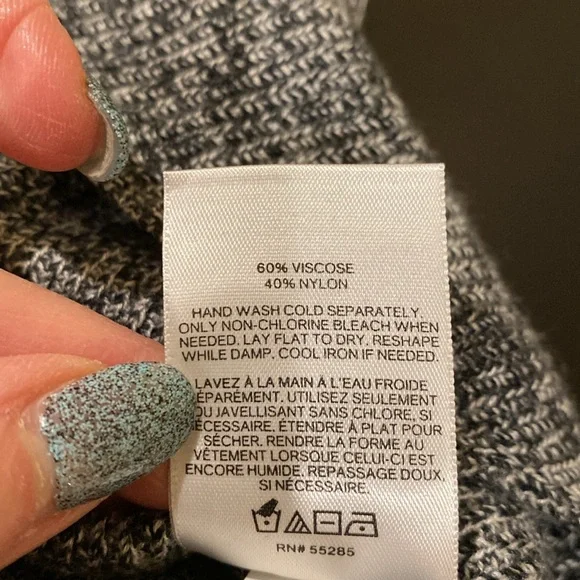 60% VISCOSE
40% NYLON
HAND WASH COLD SEPARATELY.
ONLY NON-CHLORINE BLEACH WHEN
NEEDED. LAY FLAT TO DRY. RESHAPE
WHILE DAMP. COOL IRON IF NEEDED.
LAVEZ À LA MAIN À L'EAU FROIDE
ÉPARÉMENT. UTILISEZ SEULEMENT
OU JAVELLISANT SANS CHLORE, SI
ÉCESSAIRE. ÉTENDRE À PLAT POUR
SÉCHER. RENDRE LA FORME AU
VÊTEMENT LORSQUE CELUI-CI EST
ENCORE HUMIDE. REPASSAGE DOUX,
SI NÉCESSAIRE.
RN# 55285